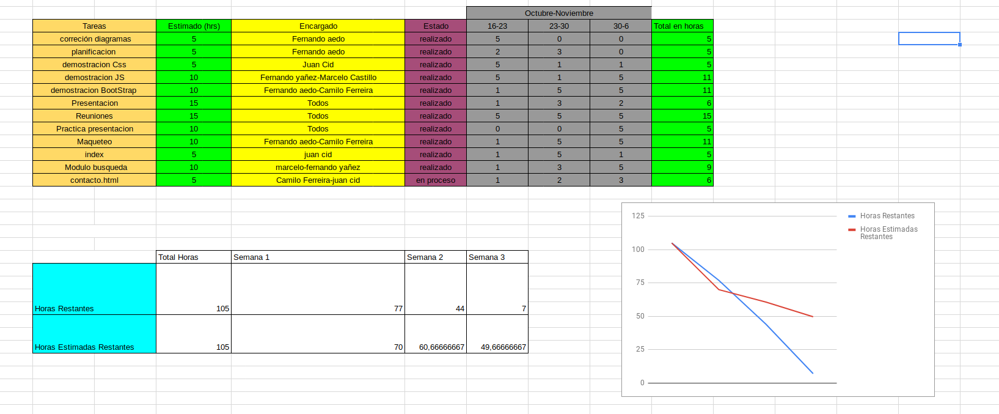 Octubre-Noviembre
Tareas Estimado (hrs) Encargado Estado 16-23 23-30 30-6 Total en horas
correción diagramas 5 Fernando aedo realizado 5 0 0 5
planificacion 5 Fernando aedo realizado 2 3 0 5
demostracion Css 5 Juan Cid realizado 5 1 1 5
demostracion JS 10 Fernando yañez-Marcelo Castillo realizado 5 1 5 11
demostracion BootStrap 10 Fernando aedo-Camilo Ferreira realizado 1 5 5 11
Presentacion 15 Todos realizado 1 3 2 6
Reuniones 15 Todos realizado 5 5 5 15
Practica presentacion 10 Todos realizado 0 0 5 5
Maqueteo 10 Fernando aedo-Camilo Ferreira realizado 1 5 5 11
index 5 juan cid realizado 1 5 1 5
Modulo busqueda 10 marcelo-fernando yañez realizado 1 3 5 9
contacto.html 5 Camilo Ferreira-juan cid en proceso 1 2 3 6
Total Horas Semana 1 Semana 2 Semana 3
Horas Restantes 105 77 44 7
Horas Estimadas Restantes 105 70 60,66666667 49,66666667
125
100
75
50
25
0
Horas Restantes
Horas Estimadas
Restantes